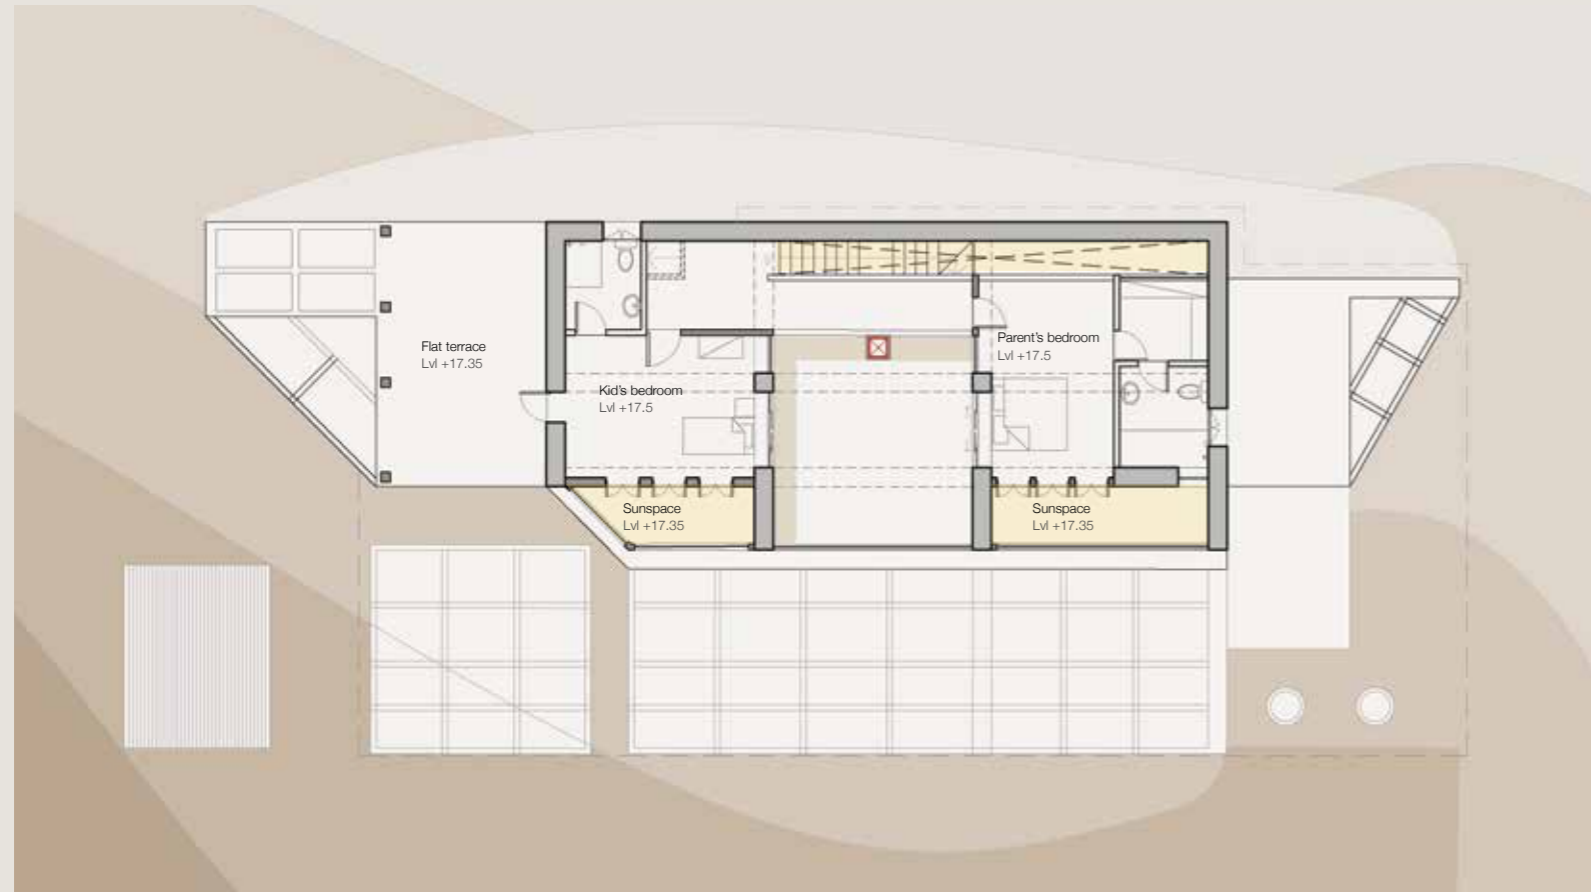 Flat terrace
Lvl +17.35
Kid's bedroom
Lvl +17.5
Parent's bedroom
Lvl +17.5
Sunspace
Lvl +17.35
Sunspace
Lvl +17.35